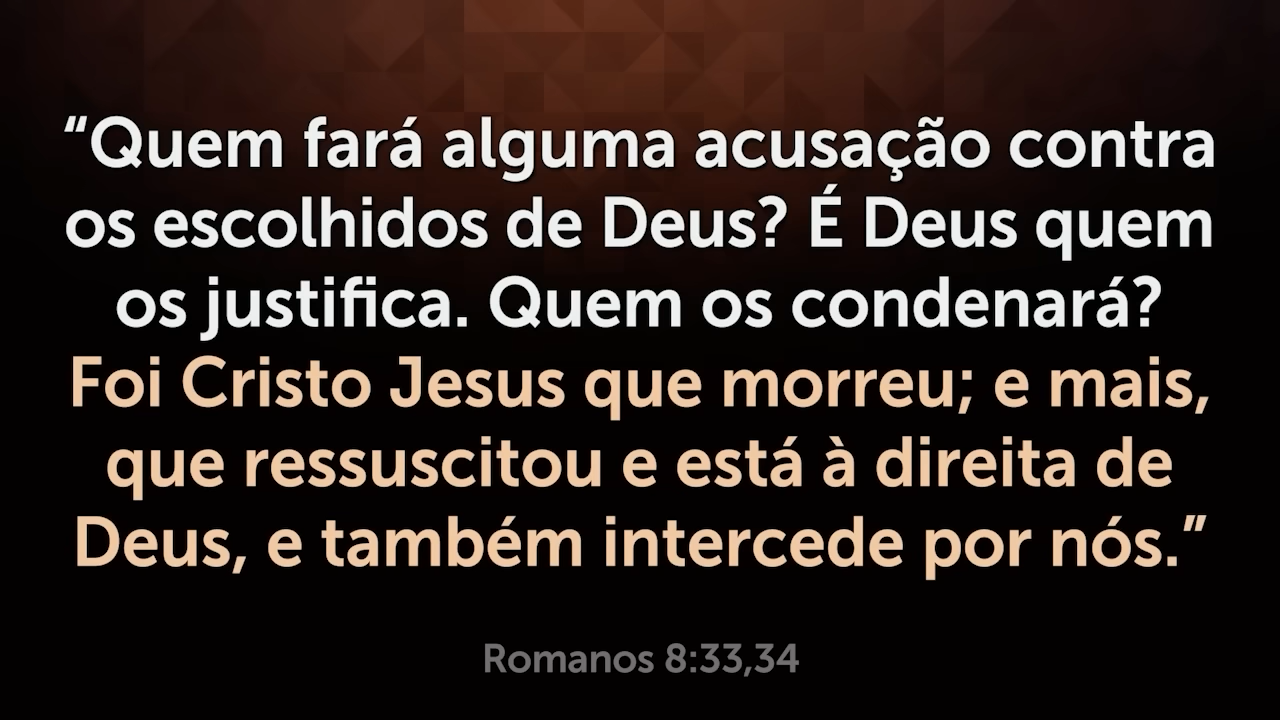 “Quem fará alguma acusação contra
os escolhidos de Deus? É Deus quem
os justifica. Quem os condenará?
Foi Cristo Jesus que morreu; e mais,
que ressuscitou e está à direita de
Deus, e também intercede por nós.”
Romanos 8:33,34